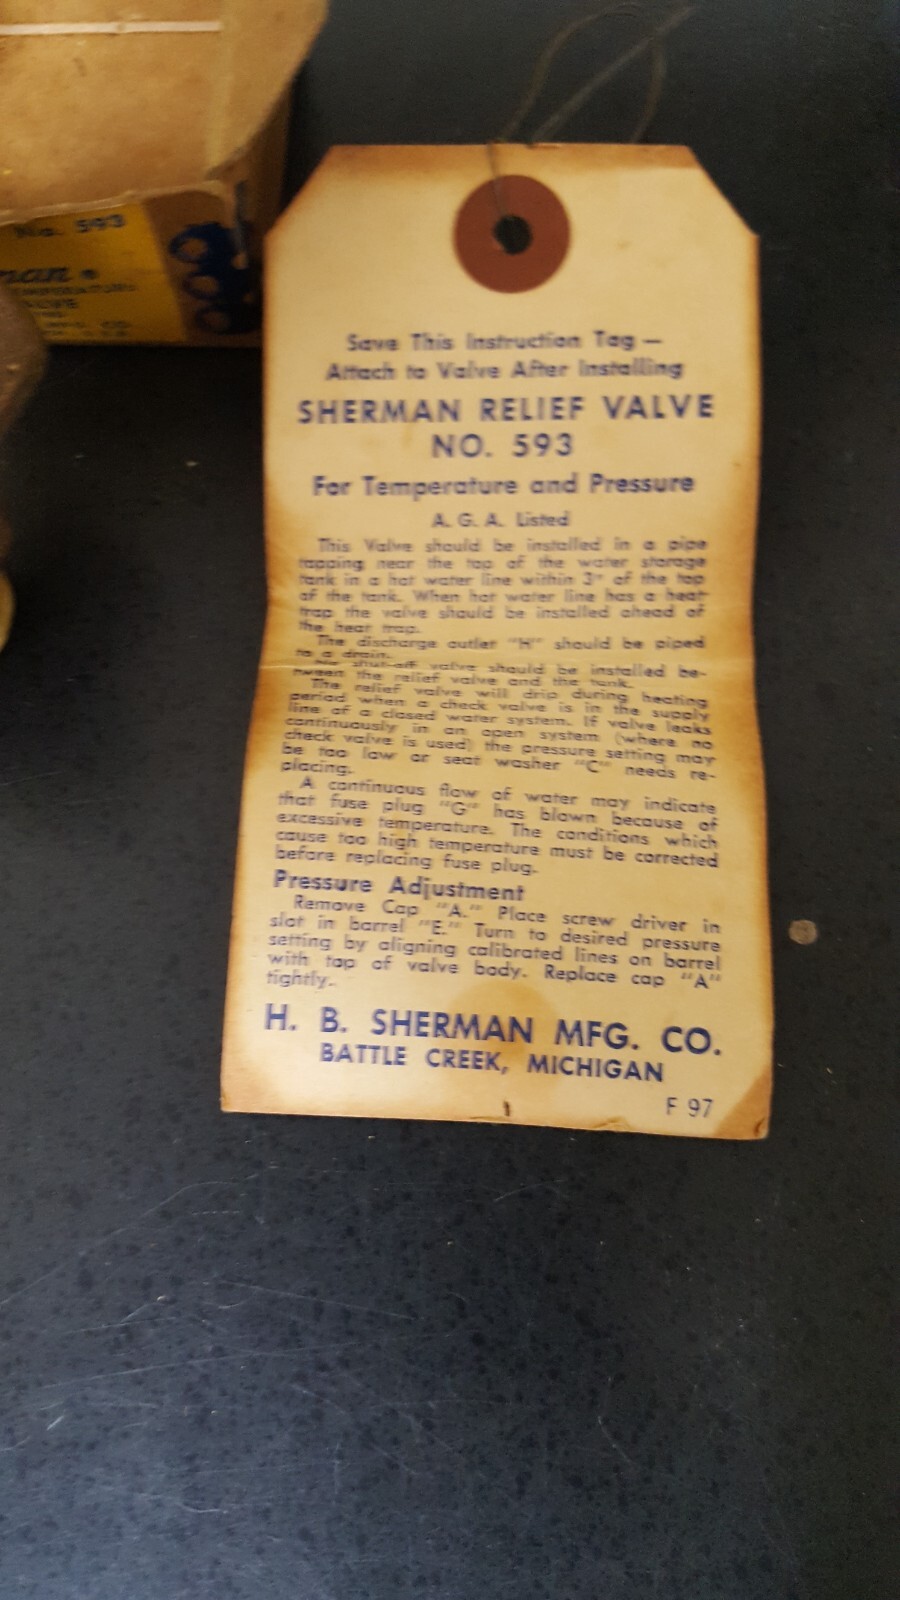 No. 593
man
VALVE
CO.
Save This Instruction Tag —
Attach to Valve After Installing
SHERMAN RELIEF VALVE
NO. 593
For Temperature and Pressure
A. G. A. Listed
This Valve should be installed in a pipe
tapping near the top of the water storage
tank in a hot water line within 3" of the top
of the tank. When hot water line has a heat
trap the valve should be installed ahead of
the heat trap.
The discharge outlet "H" should be piped
to a drain.
No shut-off valve should be installed be-
tween the relief valve and the tank.
The relief valve will drip during heating
period when a check valve is in the supply
line of a closed water system. If valve leaks
continuously in an open system (where no
check valve is used) the pressure setting may
be too low or seat washer "C" needs re-
placing.
A continuous flow of water may indicate
that fuse plug "G" has blown because of
excessive temperature. The conditions which
cause too high temperature must be corrected
before replacing fuse plug.
Pressure Adjustment
Remove Cap "A." Place screw driver in
slot in barrel "E." Turn to desired pressure
setting by aligning calibrated lines on barrel
with top of valve body. Replace cap "A"
tightly.
H. B. SHERMAN MFG. CO.
BATTLE CREEK, MICHIGAN
F 97